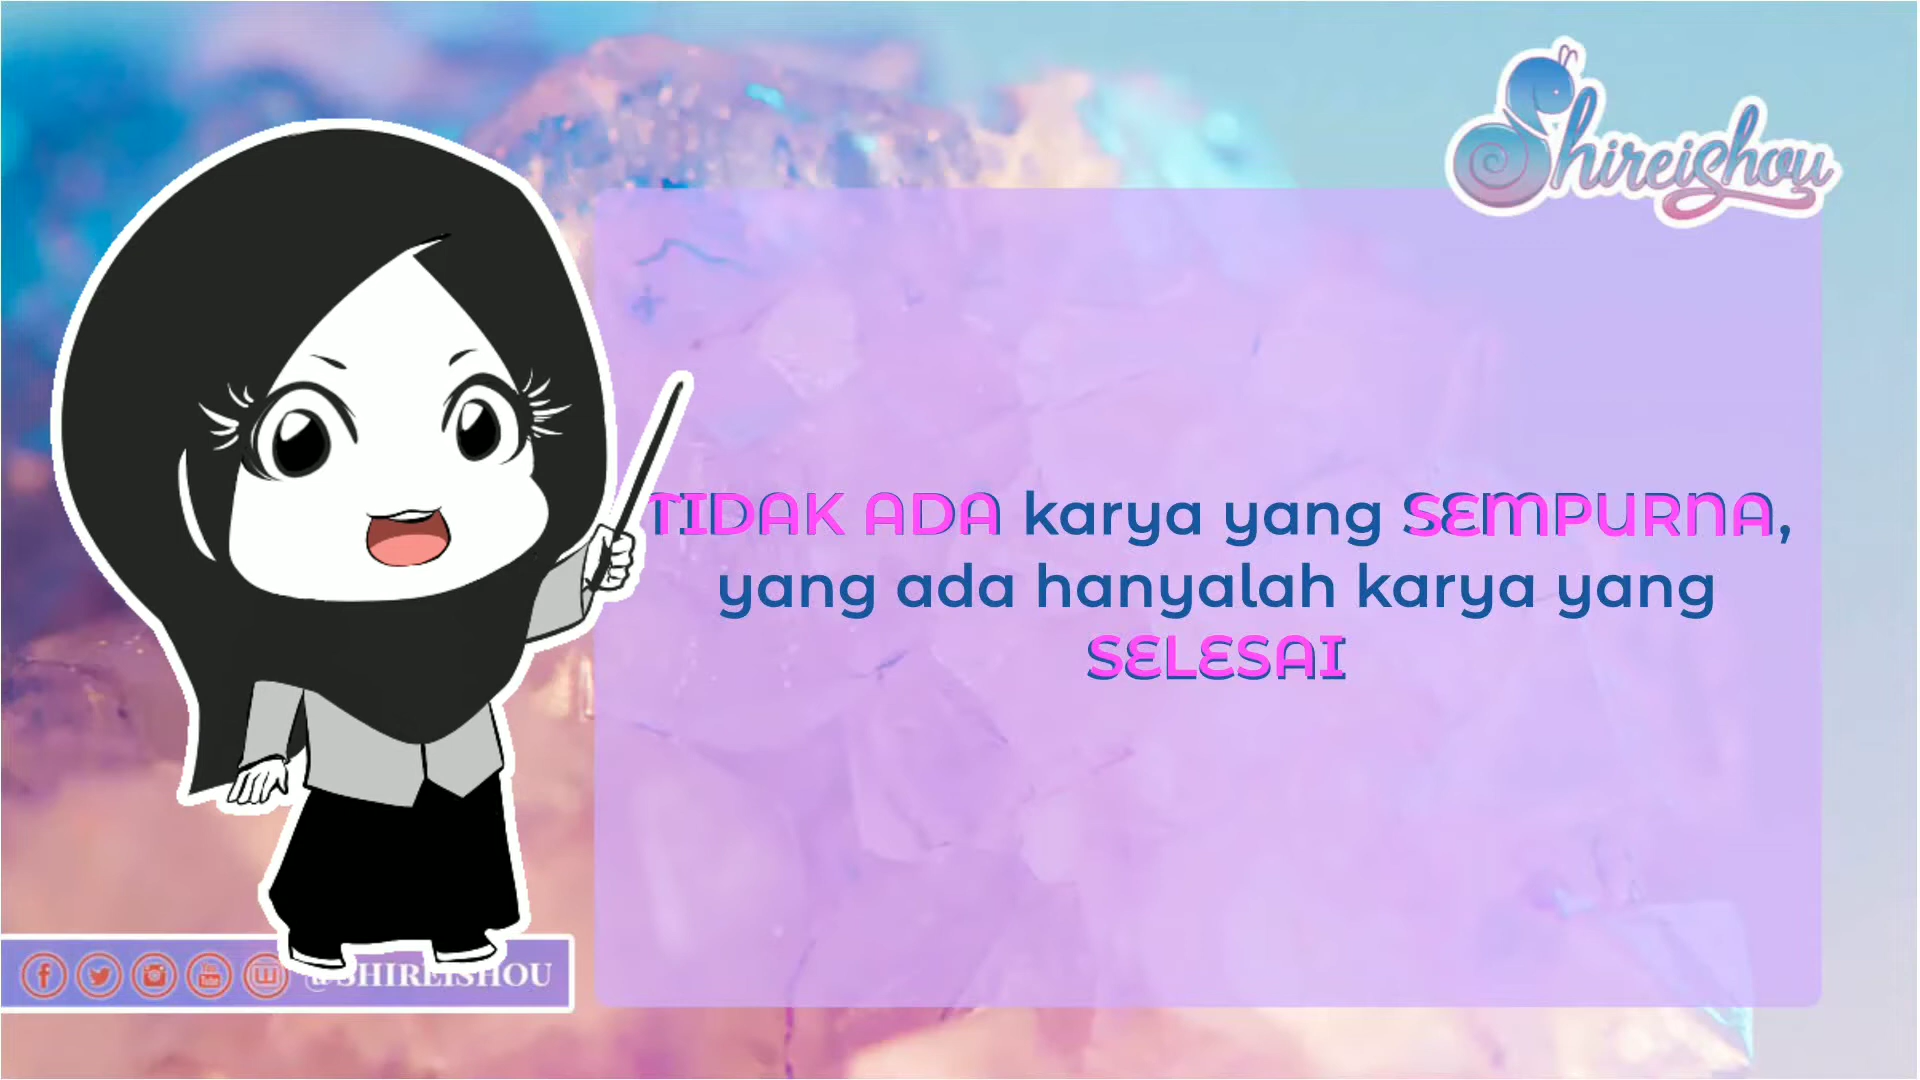 Shireishou
TIDAK ADA karya yang SEMPURNA,
yang ada hanyalah karya yang
SELESAI
@SHIREISHOU